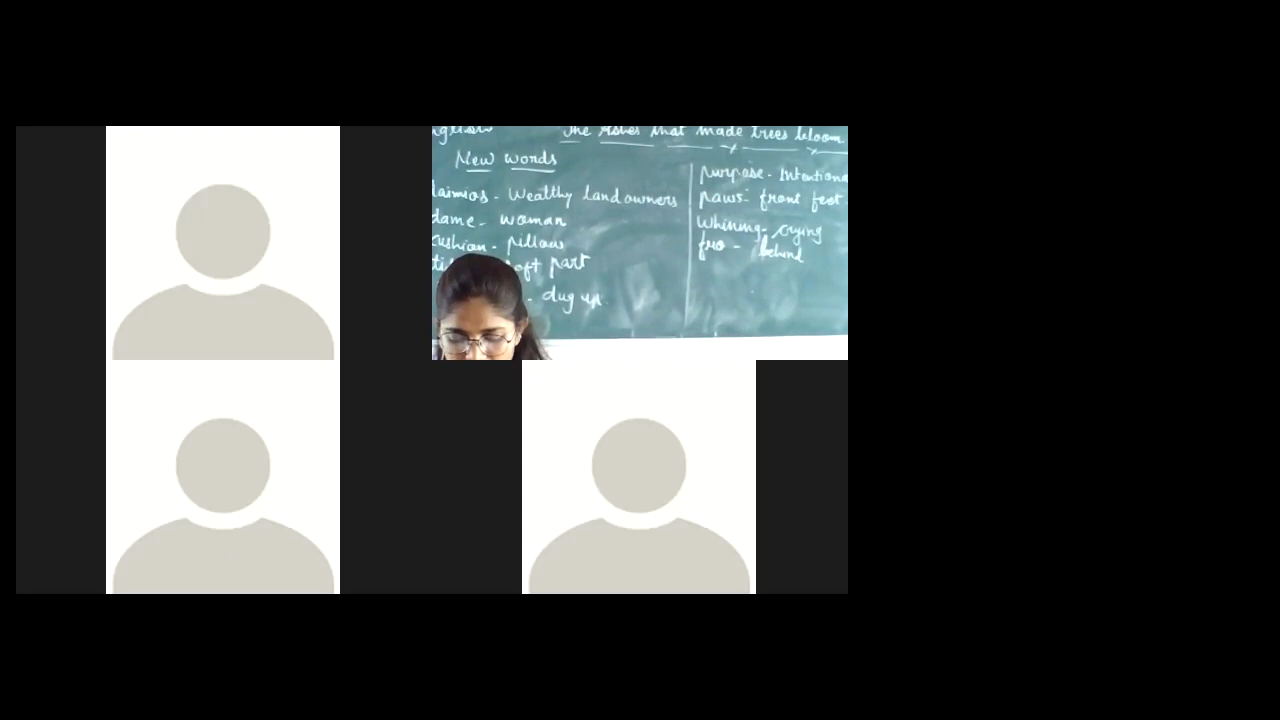 The Ashes that made trees bloom
New words
daimios - Wealthy landowners
dame - woman
cushion - pillow
soft part
- dug up
purpose - Intentional
paws - front feet
Whining - crying
fro - behind